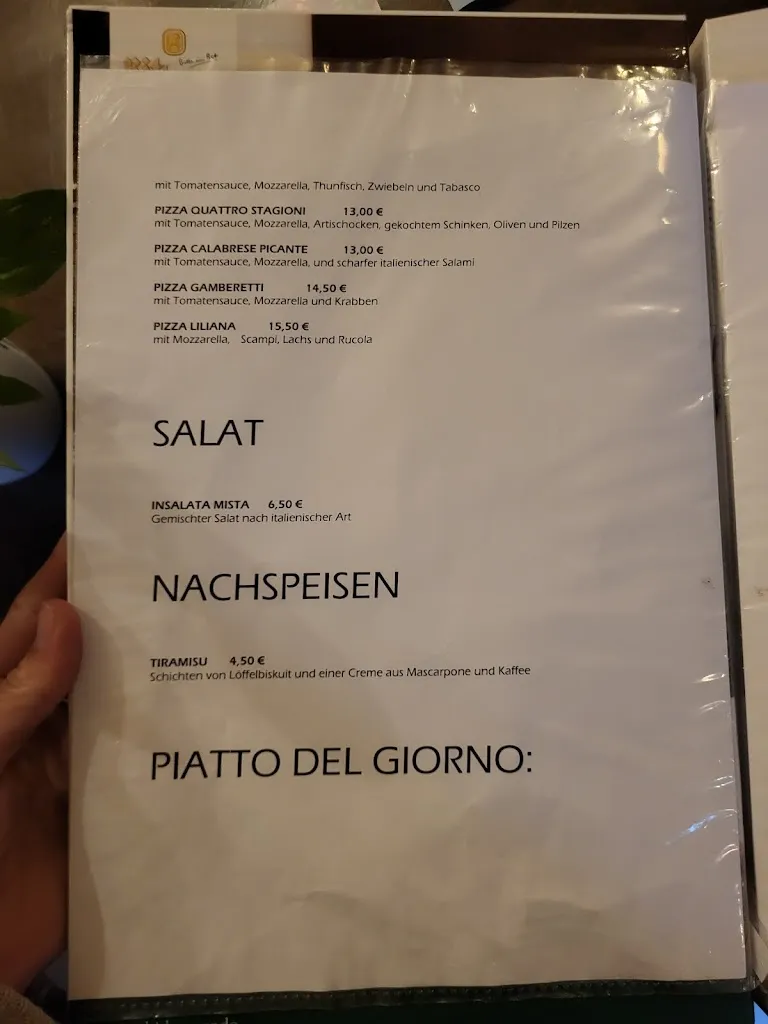 mit Tomatensauce, Mozzarella, Thunfisch, Zwiebeln und Tabasco
PIZZA QUATTRO STAGIONI 13,00 €
mit Tomatensauce, Mozzarella, Artischocken, gekochtem Schinken, Oliven und Pilzen
PIZZA CALABRESE PICANTE 13,00 €
mit Tomatensauce, Mozzarella, und scharfer italienischer Salami
PIZZA GAMBERETTI 14,50 €
mit Tomatensauce, Mozzarella und Krabben
PIZZA LILIANA 15,50 €
mit Mozzarella, Scampi, Lachs und Rucola
SALAT
INSALATA MISTA 6,50 €
Gemischter Salat nach italienischer Art
NACHSPEISEN
TIRAMISU 4,50 €
Schichten von Löffelbiskuit und einer Creme aus Mascarpone und Kaffee
PIATTO DEL GIORNO: